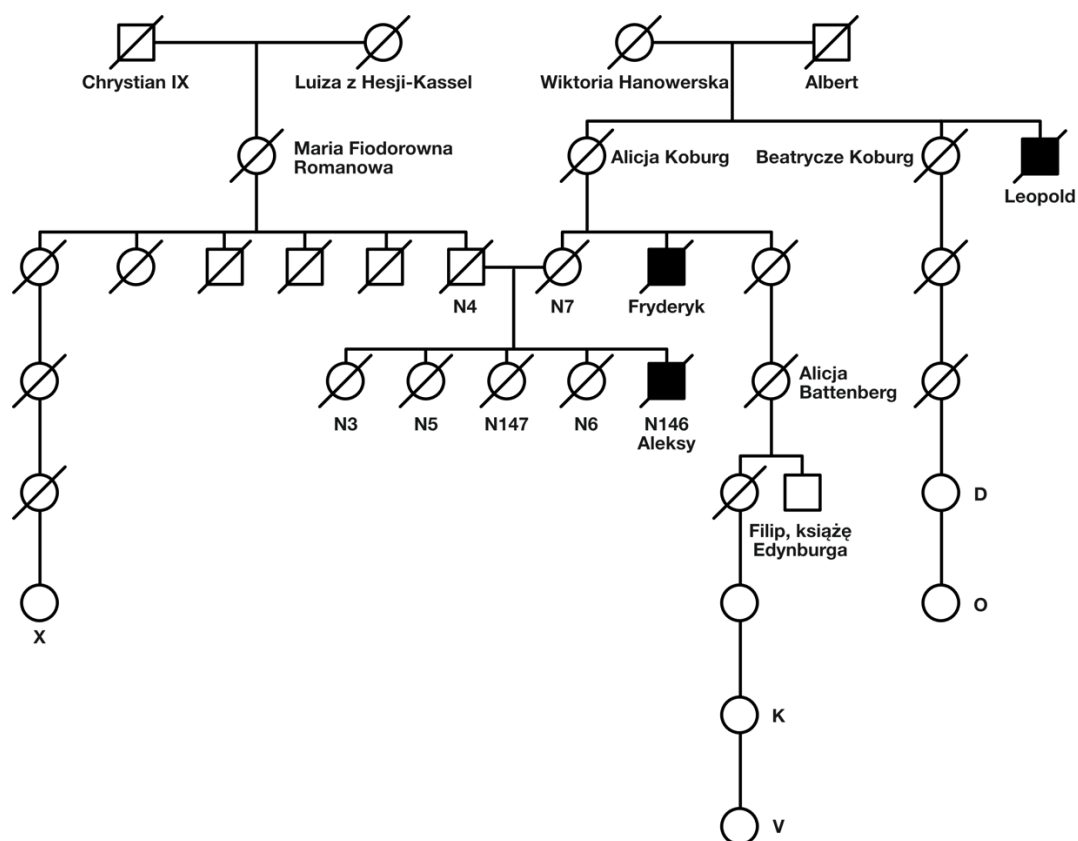 Chrystian IX
Luiza z Hesji-Kassel
Wiktoria Hanowerska
Albert
Maria Fiodorowna
Romanowa
Alicja Koburg
Beatrycze Koburg
Leopold
N4
N7
Fryderyk
N3
N5
N147
N6
N146
Aleksy
Alicja
Battenberg
D
Filip, książę
Edynburga
X
O
K
V